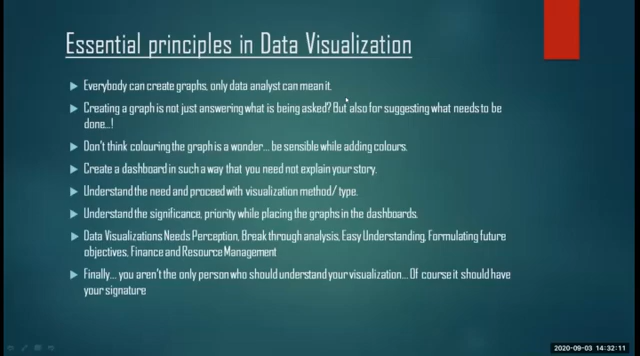 Essential principles in Data Visualization
Everybody can create graphs, only data analyst can mean it.
Creating a graph is not just answering what is being asked? But also for suggesting what needs to be
done...!
Don't think colouring the graph is a wonder... be sensible while adding colours.
Create a dashboard in such a way that you need not explain your story.
Understand the need and proceed with visualization method/ type.
Understand the significance, priority while placing the graphs in the dashboards.
Data Visualizations Needs Perception, Break through analysis, Easy Understanding, Formulating future
objectives, Finance and Resource Management
Finally... you aren't the only person who should understand your visualization... Of course it should have
your signature
2020-09-03 14:32:11